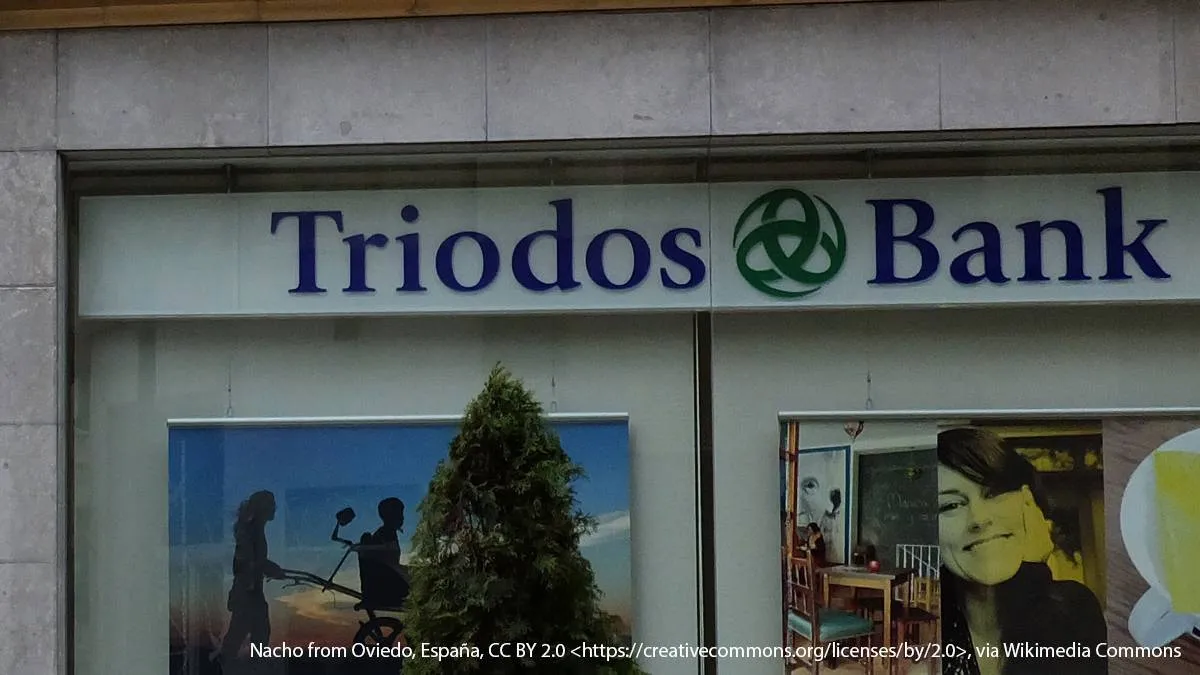 Triodos Bank
Nacho from Oviedo, España, CC BY 2.0 <https://creativecommons.org/licenses/by/2.0>, via Wikimedia Commons